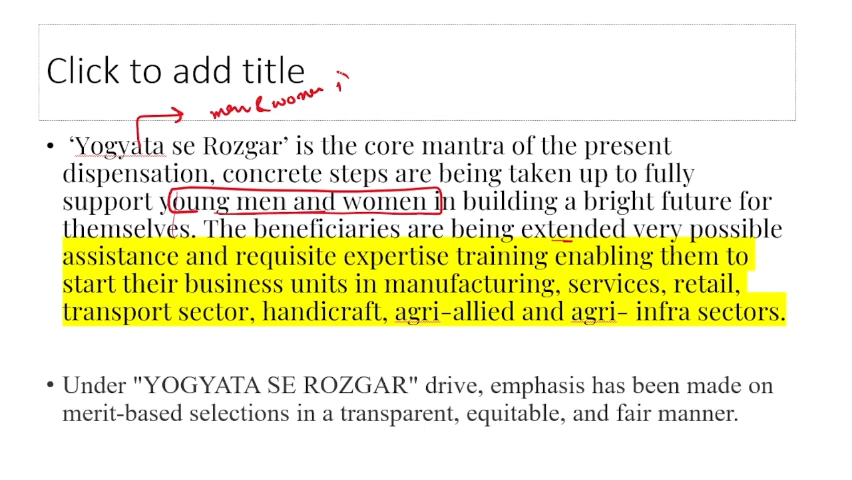 Click to add title
men & women
• ‘Yogyata se Rozgar’ is the core mantra of the present
dispensation, concrete steps are being taken up to fully
support young men and women in building a bright future for
themselves. The beneficiaries are being extended very possible
assistance and requisite expertise training enabling them to
start their business units in manufacturing, services, retail,
transport sector, handicraft, agri-allied and agri- infra sectors.
• Under "YOGYATA SE ROZGAR" drive, emphasis has been made on
merit-based selections in a transparent, equitable, and fair manner.